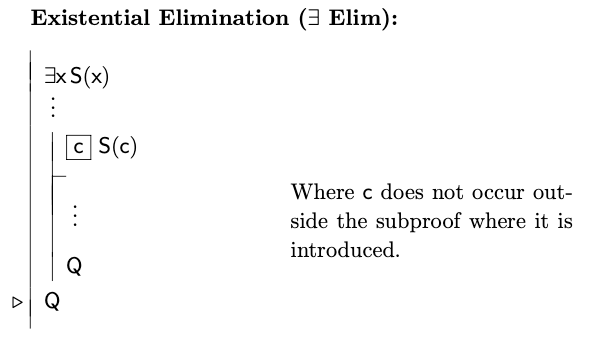 Existential Elimination (∃ Elim):
∃x S(x)
⋮
c S(c)
⋮
Q
▷ Q
Where c does not occur out-
side the subproof where it is
introduced.